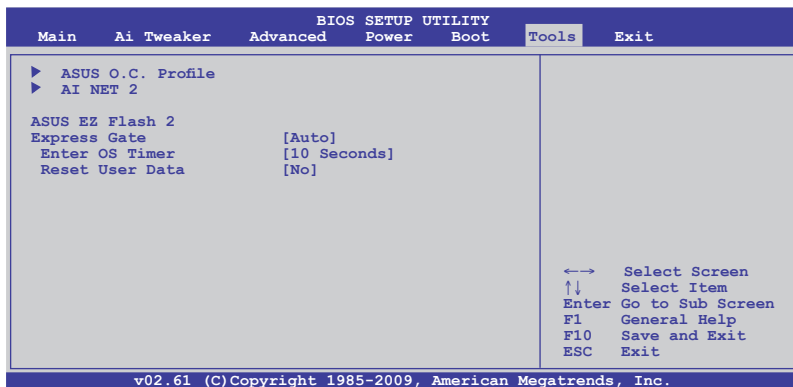 BIOS SETUP UTILITY
Main Ai Tweaker Advanced Power Boot Tools Exit
▶ ASUS O.C. Profile
▶ AI NET 2
ASUS EZ Flash 2
Express Gate [Auto]
Enter OS Timer [10 Seconds]
Reset User Data [No]
←→ Select Screen
↑↓ Select Item
Enter Go to Sub Screen
F1 General Help
F10 Save and Exit
ESC Exit
v02.61 (C)Copyright 1985-2009, American Megatrends, Inc.